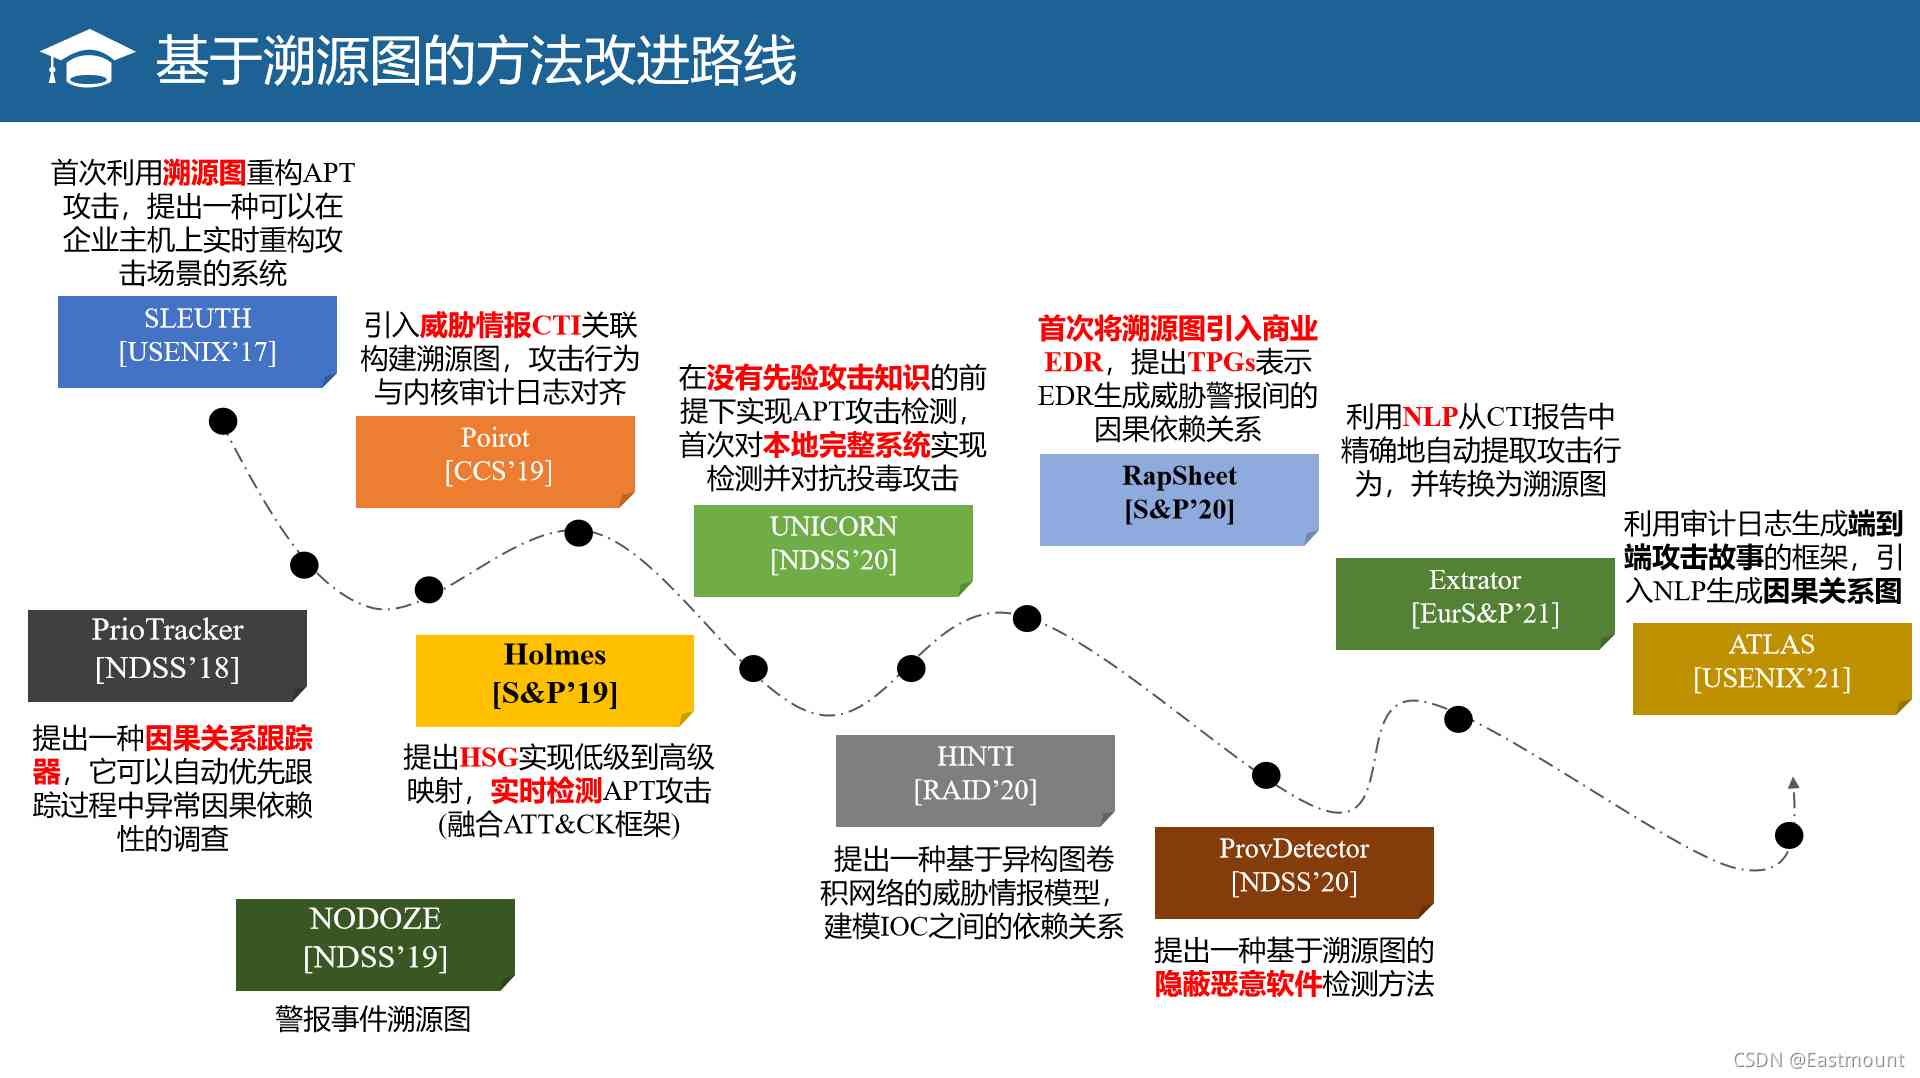 基于溯源图的方法改进路线
首次利用溯源图重构APT
攻击，提出一种可以在
企业主机上实时重构攻
击场景的系统
SLEUTH
[USENIX’17]
引入威胁情报CTI关联
构建溯源图，攻击行为
与内核审计日志对齐
Poirot
[CCS’19]
在没有先验攻击知识的前
提下实现APT攻击检测，
首次对本地完整系统实现
检测并对抗投毒攻击
UNICORN
[NDSS’20]
首次将溯源图引入商业
EDR，提出TPGs表示
EDR生成威胁警报间的
因果依赖关系
RapSheet
[S&P’20]
利用NLP从CTI报告中
精确地自动提取攻击行
为，并转换为溯源图
Extrator
[EurS&P’21]
利用审计日志生成端到
端攻击故事的框架，引
入NLP生成因果关系图
ATLAS
[USENIX’21]
PrioTracker
[NDSS’18]
提出一种因果关系跟踪
器，它可以自动优先跟
踪过程中异常因果依赖
性的调查
Holmes
[S&P’19]
提出HSG实现低级到高级
映射，实时检测APT攻击
(融合ATT&CK框架)
HINTI
[RAID’20]
提出一种基于异构图卷
积网络的威胁情报模型，
建模IOC之间的依赖关系
ProvDetector
[NDSS’20]
提出一种基于溯源图的
隐蔽恶意软件检测方法
NODOZE
[NDSS’19]
警报事件溯源图
CSDN @Eastmount